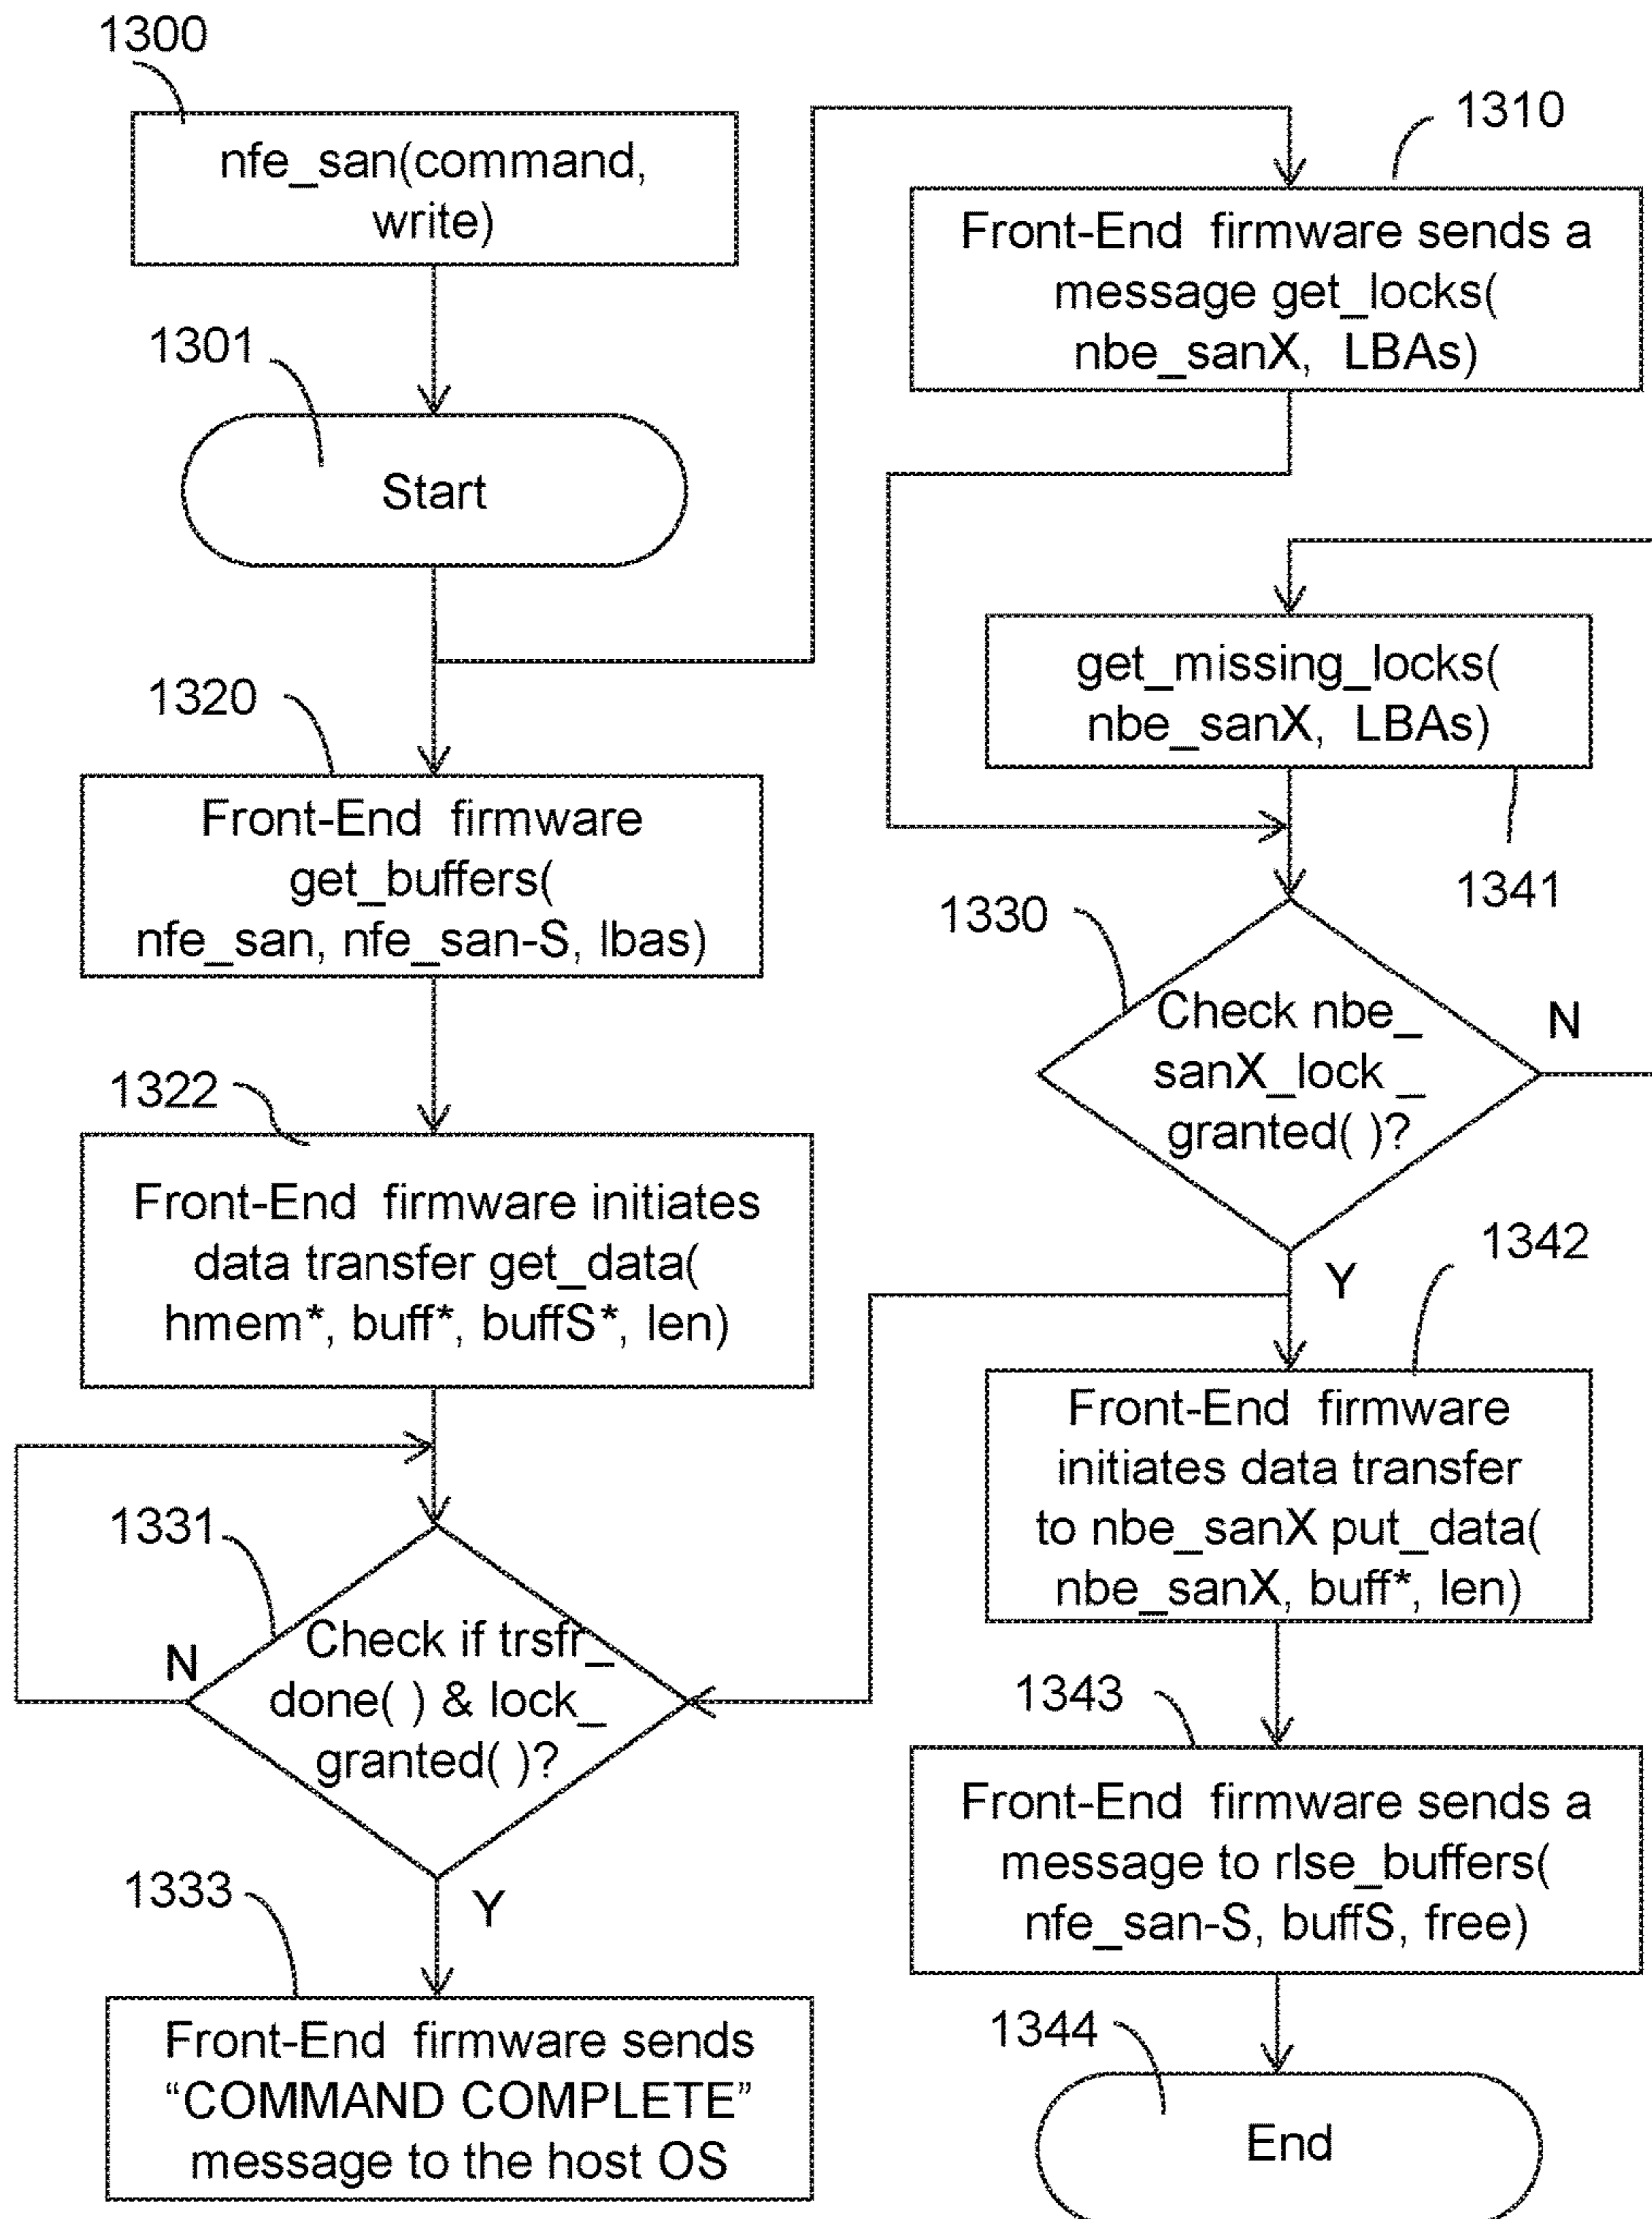 1300
nfe_san(command,
write)
1301
Start
1320
Front-End firmware
get_buffers(
nfe_san, nfe_san-S, lbas)
1322
Front-End firmware initiates
data transfer get_data(
hmem*, buff*, buffS*, len)
1331
N
Check if trsfr_
done( ) & lock_
granted( )?
Y
1333
Front-End firmware sends
“COMMAND COMPLETE”
message to the host OS
1310
Front-End firmware sends a
message get_locks(
nbe_sanX, LBAs)
get_missing_locks(
nbe_sanX, LBAs)
1341
1330
Check nbe_
sanX_lock_
granted( )?
N
Y
1342
Front-End firmware
initiates data transfer
to nbe_sanX put_data(
nbe_sanX, buff*, len)
1343
Front-End firmware sends a
message to rlse_buffers(
nfe_san-S, buffS, free)
1344
End